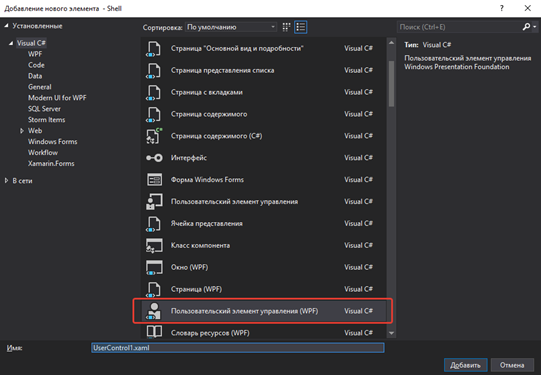 Добавление нового элемента - Shell
? ×
Установленные
Сортировка: По умолчанию
Поиск (Ctrl+E)
Visual C#
WPF
Code
Data
General
Modern UI for WPF
SQL Server
Storm Items
Web
Windows Forms
Workflow
Xamarin.Forms
В сети
Страница "Основной вид и подробности" Visual C#
Страница представления списка Visual C#
Страница с вкладками Visual C#
Страница содержимого Visual C#
Страница содержимого (C#) Visual C#
Интерфейс Visual C#
Форма Windows Forms Visual C#
Пользовательский элемент управления Visual C#
Ячейка представления Visual C#
Класс компонента Visual C#
Окно (WPF) Visual C#
Страница (WPF) Visual C#
Пользовательский элемент управления (WPF) Visual C#
Словарь ресурсов (WPF) Visual C#
Тип: Visual C#
Пользовательский элемент управления
Windows Presentation Foundation
Имя: UserControl1.xaml
Добавить Отмена